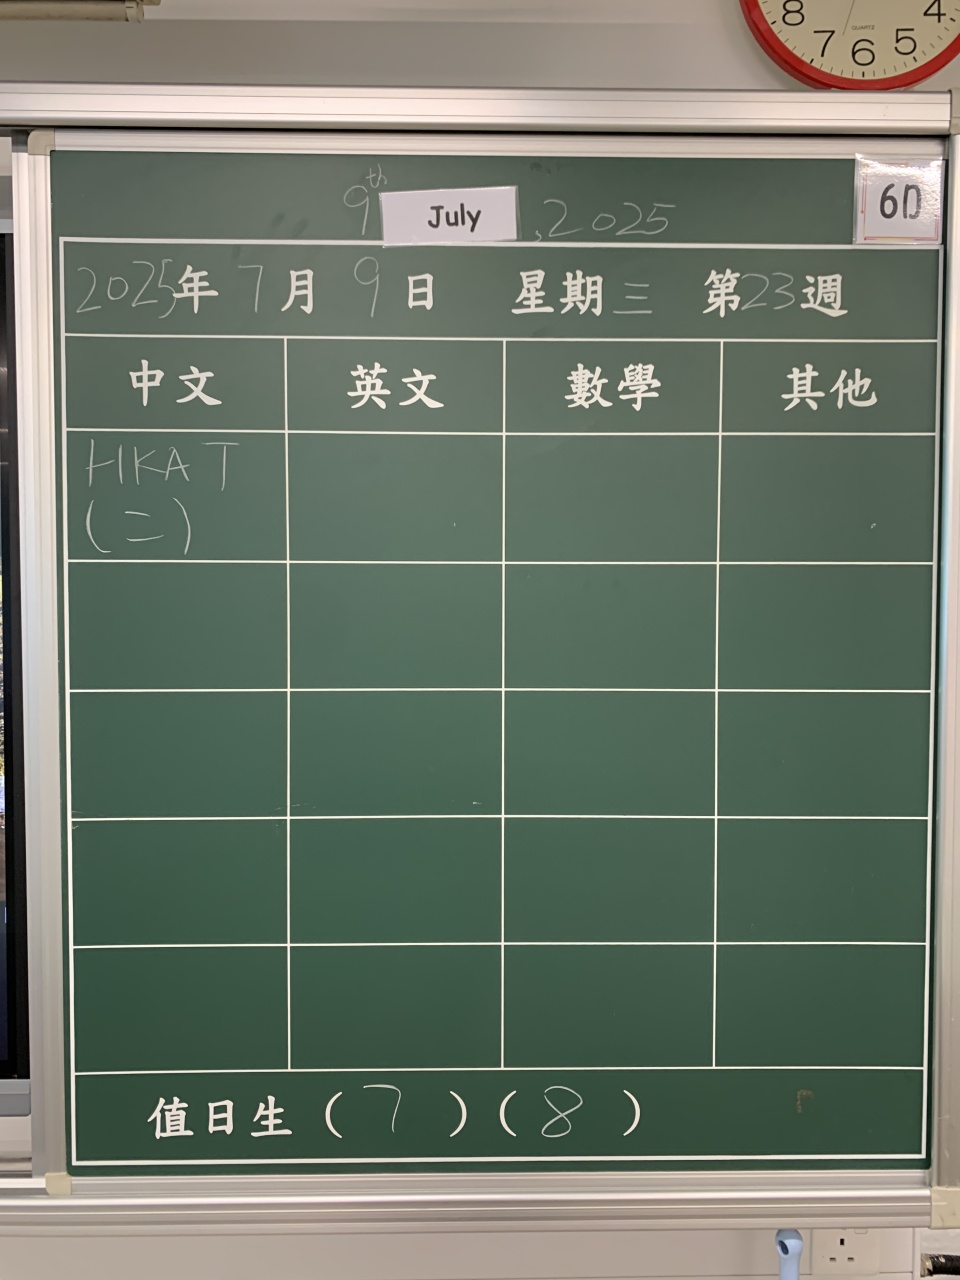 8 7 6 5 4
QUARTZ
9th July, 2025
6D
2025年 7月 9日 星期三 第23週
中文 英文 數學 其他
HKAT
(二)
值日生 (7) (8)